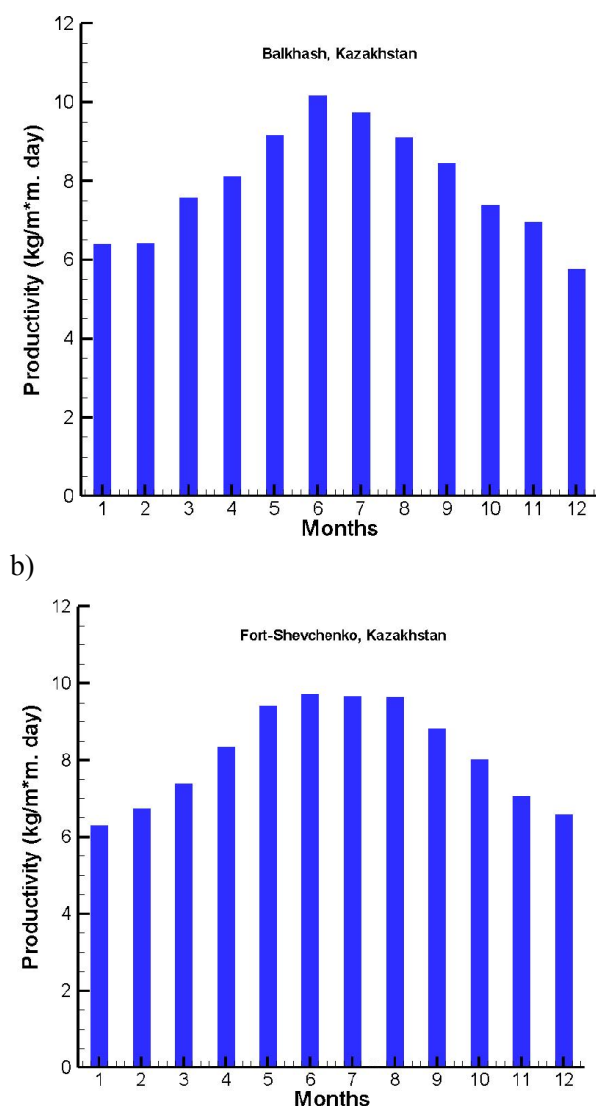 Balkhash, Kazakhstan
Productivity (kg/m*m. day)
12
10
8
6
4
2
0
1 2 3 4 5 6 7 8 9 10 11 12
Months
b)
Fort-Shevchenko, Kazakhstan
Productivity (kg/m*m. day)
12
10
8
6
4
2
0
1 2 3 4 5 6 7 8 9 10 11 12
Months